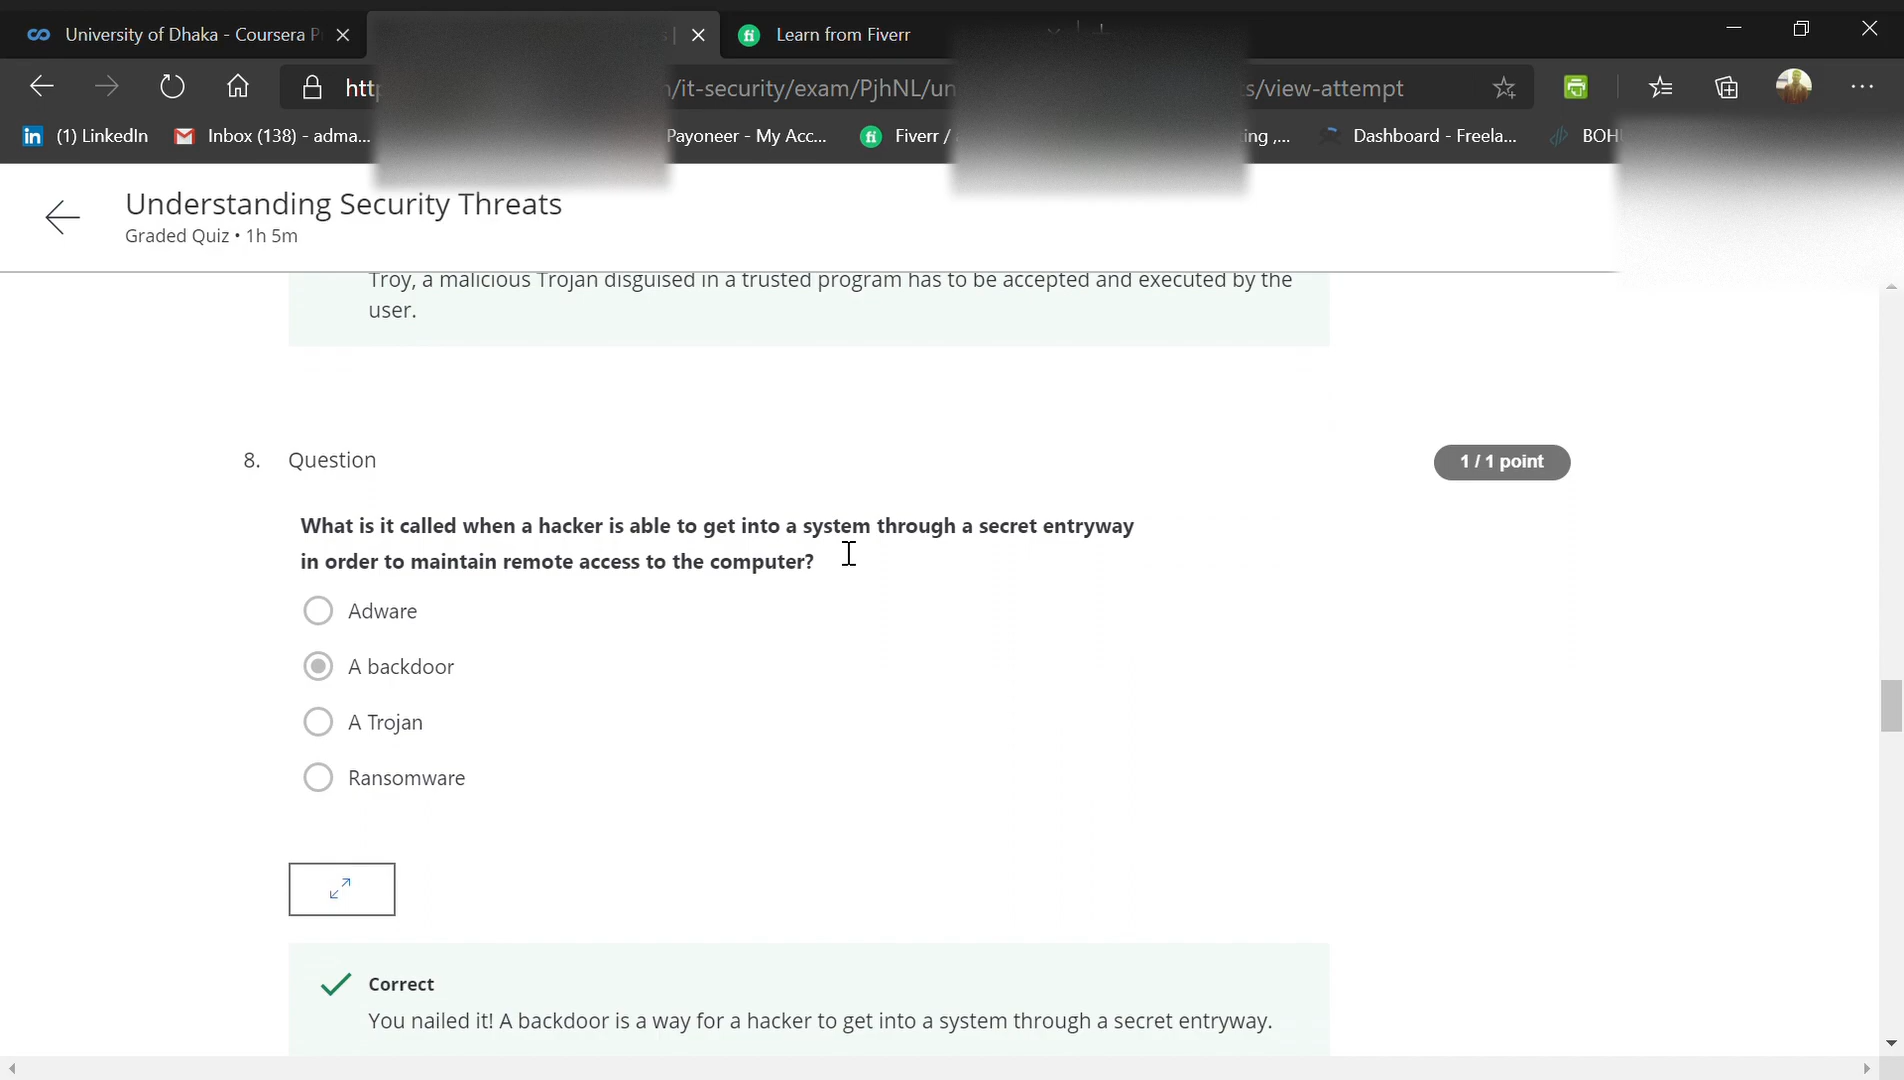 University of Dhaka - Coursera P
Learn from Fiverr
/it-security/exam/PjhNL/un
s/view-attempt
(1) LinkedIn
Inbox (138) - adma...
Payoneer - My Acc...
Fiverr /
ing ,...
Dashboard - Freela...
Understanding Security Threats
Graded Quiz • 1h 5m
Troy, a malicious Trojan disguised in a trusted program has to be accepted and executed by the
user.
8. Question
1 / 1 point
What is it called when a hacker is able to get into a system through a secret entryway
in order to maintain remote access to the computer?
Adware
A backdoor
A Trojan
Ransomware
Correct
You nailed it! A backdoor is a way for a hacker to get into a system through a secret entryway.